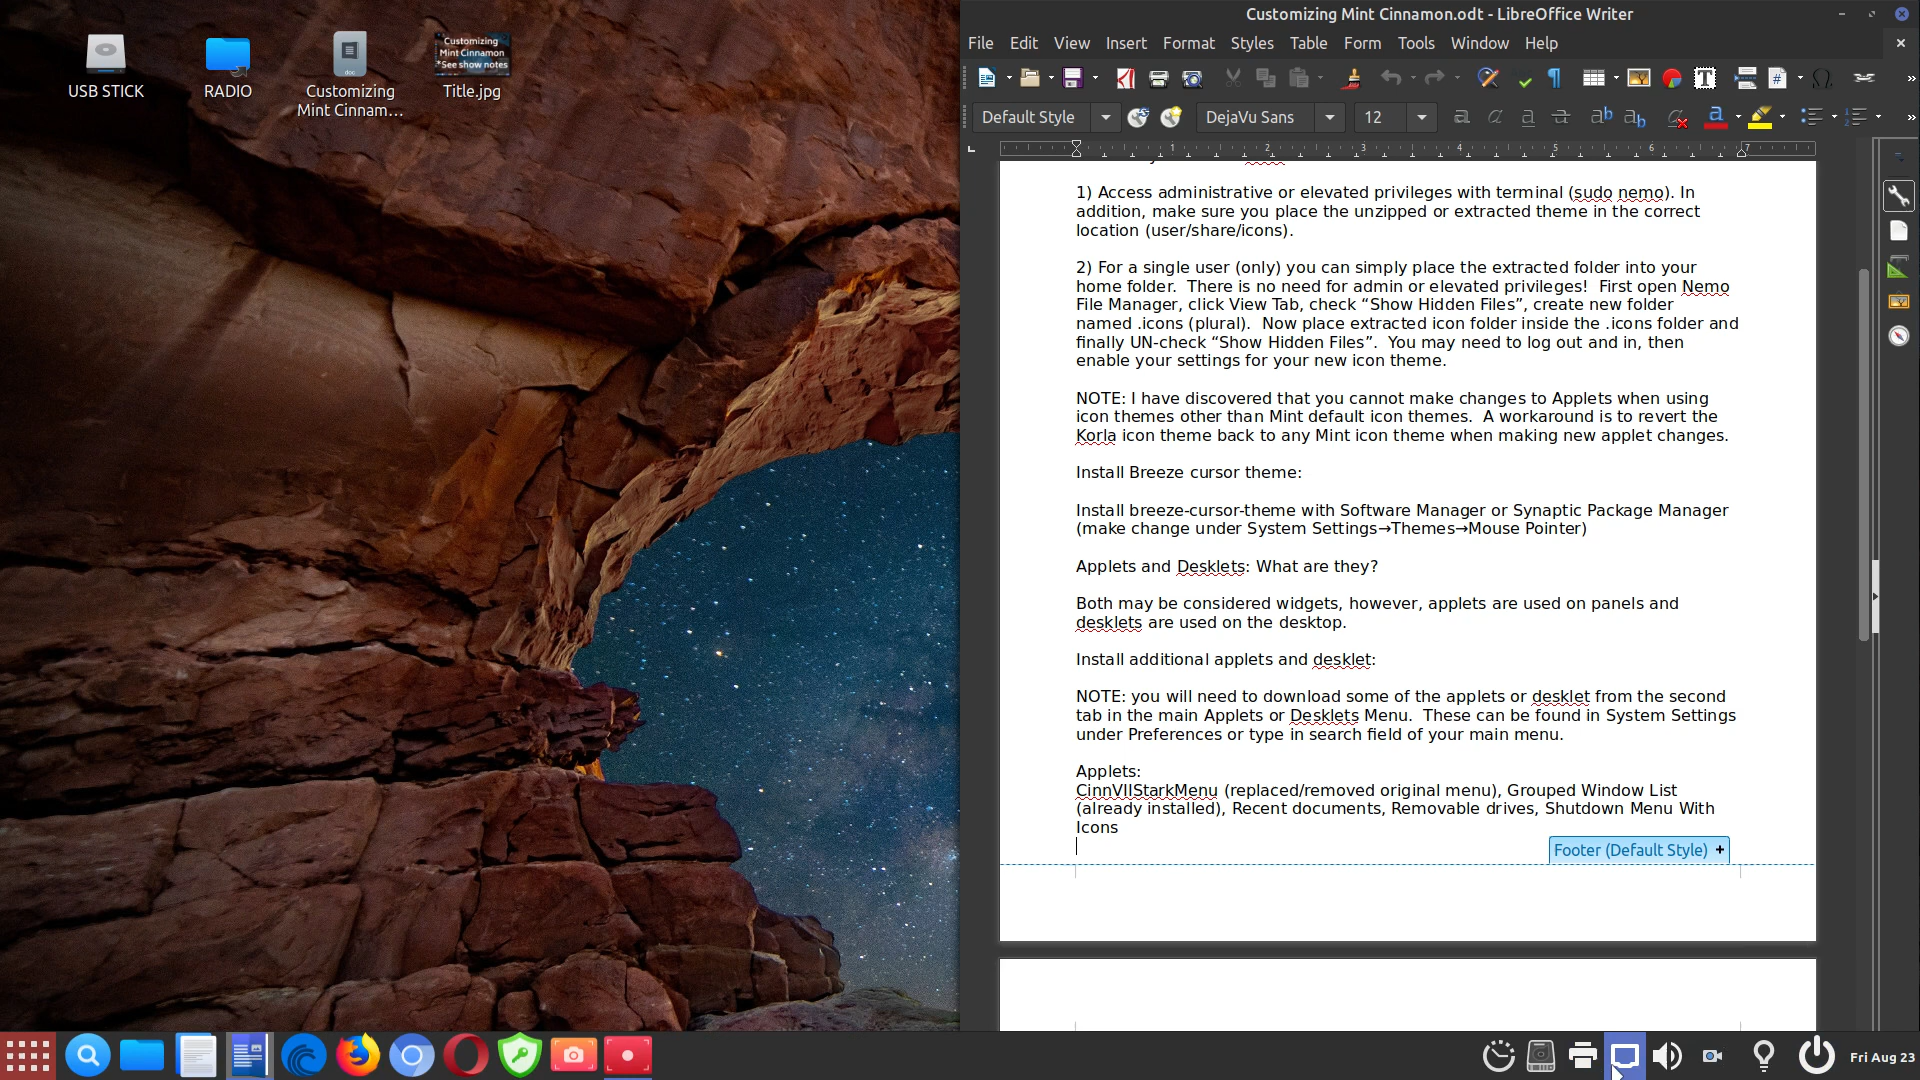 Customizing Mint Cinnamon.odt - LibreOffice Writer
File Edit View Insert Format Styles Table Form Tools Window Help
Default Style
DejaVu Sans
12
1 2 3 4 5 6 7
USB STICK
RADIO
doc
Customizing
Mint Cinnam...
Customizing
Mint Cinnamon
*See show notes
Title.jpg
1) Access administrative or elevated privileges with terminal (sudo nemo). In
addition, make sure you place the unzipped or extracted theme in the correct
location (user/share/icons).
2) For a single user (only) you can simply place the extracted folder into your
home folder.  There is no need for admin or elevated privileges!  First open Nemo
File Manager, click View Tab, check “Show Hidden Files”, create new folder
named .icons (plural).  Now place extracted icon folder inside the .icons folder and
finally UN-check “Show Hidden Files”.  You may need to log out and in, then
enable your settings for your new icon theme.
NOTE: I have discovered that you cannot make changes to Applets when using
icon themes other than Mint default icon themes.  A workaround is to revert the
Korla icon theme back to any Mint icon theme when making new applet changes.
Install Breeze cursor theme:
Install breeze-cursor-theme with Software Manager or Synaptic Package Manager
(make change under System Settings→Themes→Mouse Pointer)
Applets and Desklets: What are they?
Both may be considered widgets, however, applets are used on panels and
desklets are used on the desktop.
Install additional applets and desklet:
NOTE: you will need to download some of the applets or desklet from the second
tab in the main Applets or Desklets Menu.  These can be found in System Settings
under Preferences or type in search field of your main menu.
Applets:
CinnVIIStarkMenu (replaced/removed original menu), Grouped Window List
(already installed), Recent documents, Removable drives, Shutdown Menu With
Icons
Footer (Default Style) +
Fri Aug 23